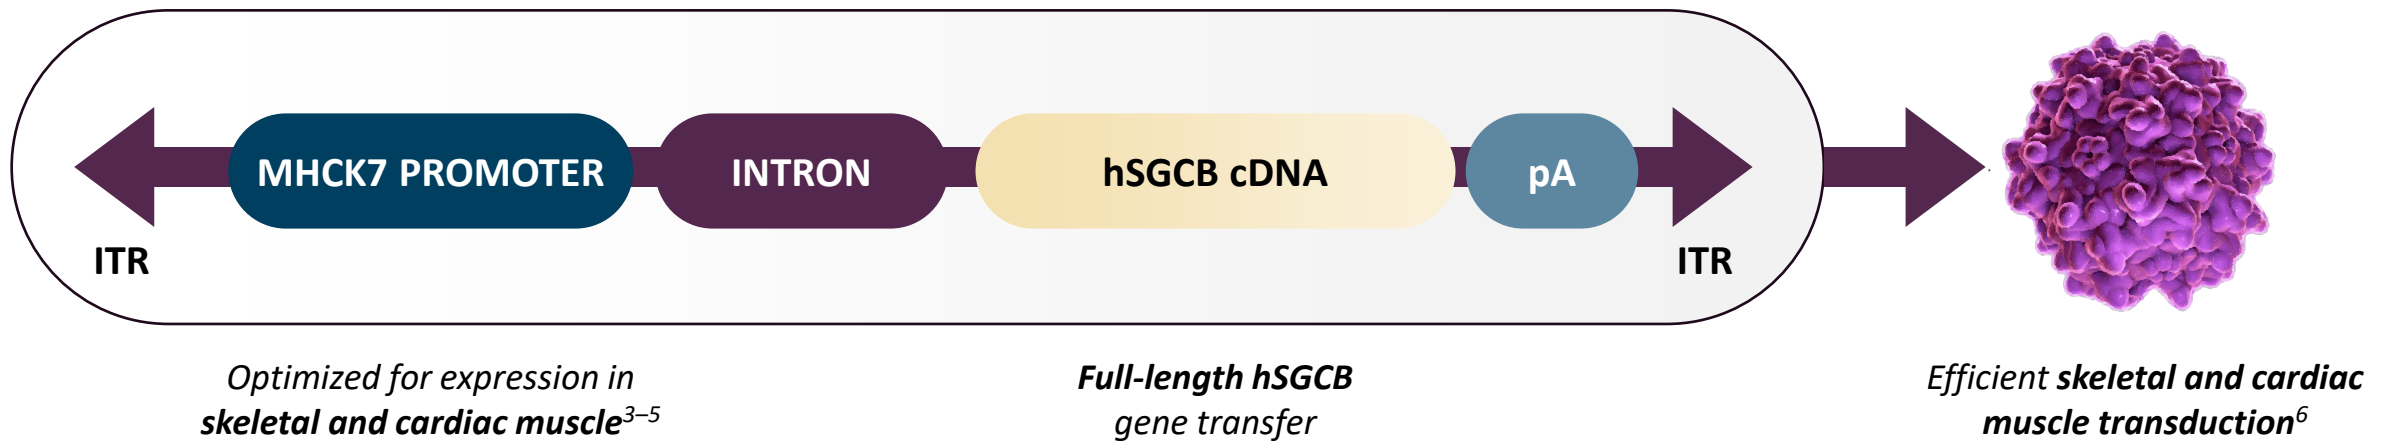 MHCK7 PROMOTER
INTRON
hSGCB cDNA
pA
ITR
ITR
Optimized for expression in
skeletal and cardiac muscle3–5
Full-length hSGCB
gene transfer
Efficient skeletal and cardiac
muscle transduction6